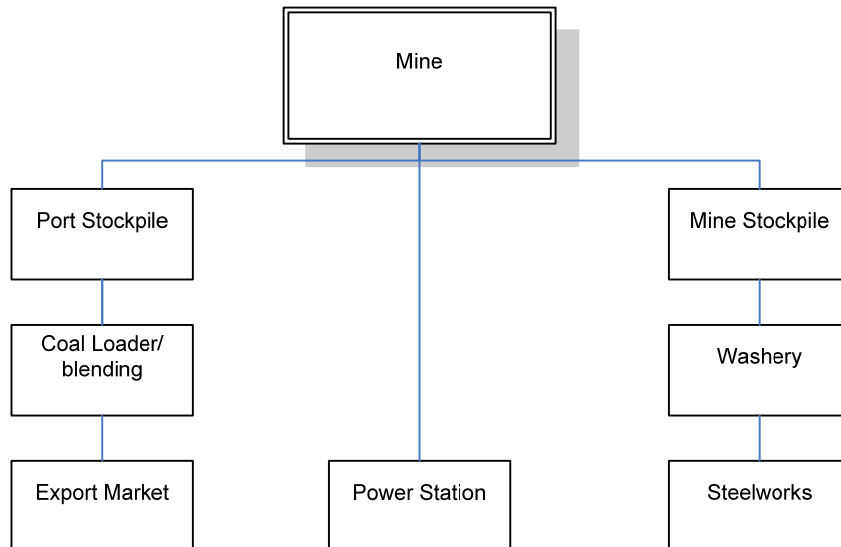 Mine
Port Stockpile
Mine Stockpile
Coal Loader/
blending
Washery
Export Market
Power Station
Steelworks